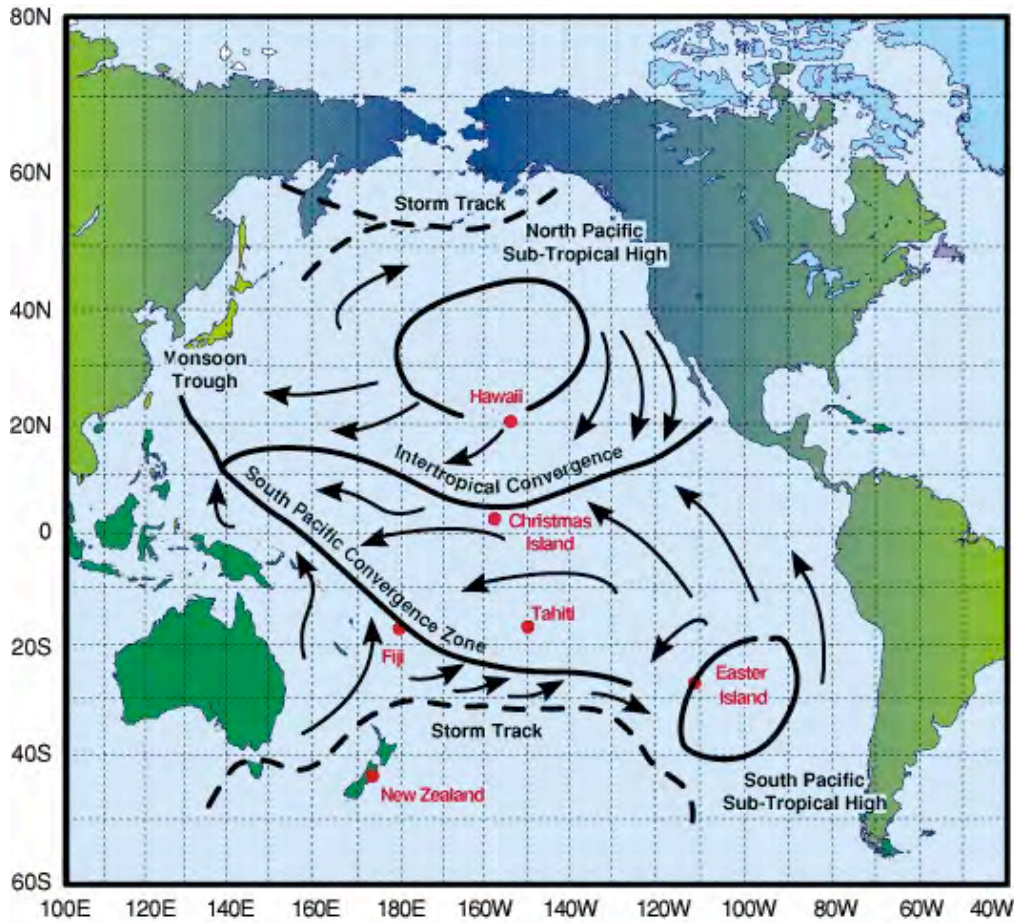 80N
60N
Storm Track
North Pacific
Sub-Tropical High
40N
Monsoon
Trough
Hawaii
20N
Intertropical Convergence
South Pacific Convergence Zone
0
Christmas
Island
Tahiti
20S
Fiji
Easter
Island
Storm Track
40S
South Pacific
Sub-Tropical High
New Zealand
60S
100E 120E 140E 160E 180 160W 140W 120W 100W 80W 60W 40W